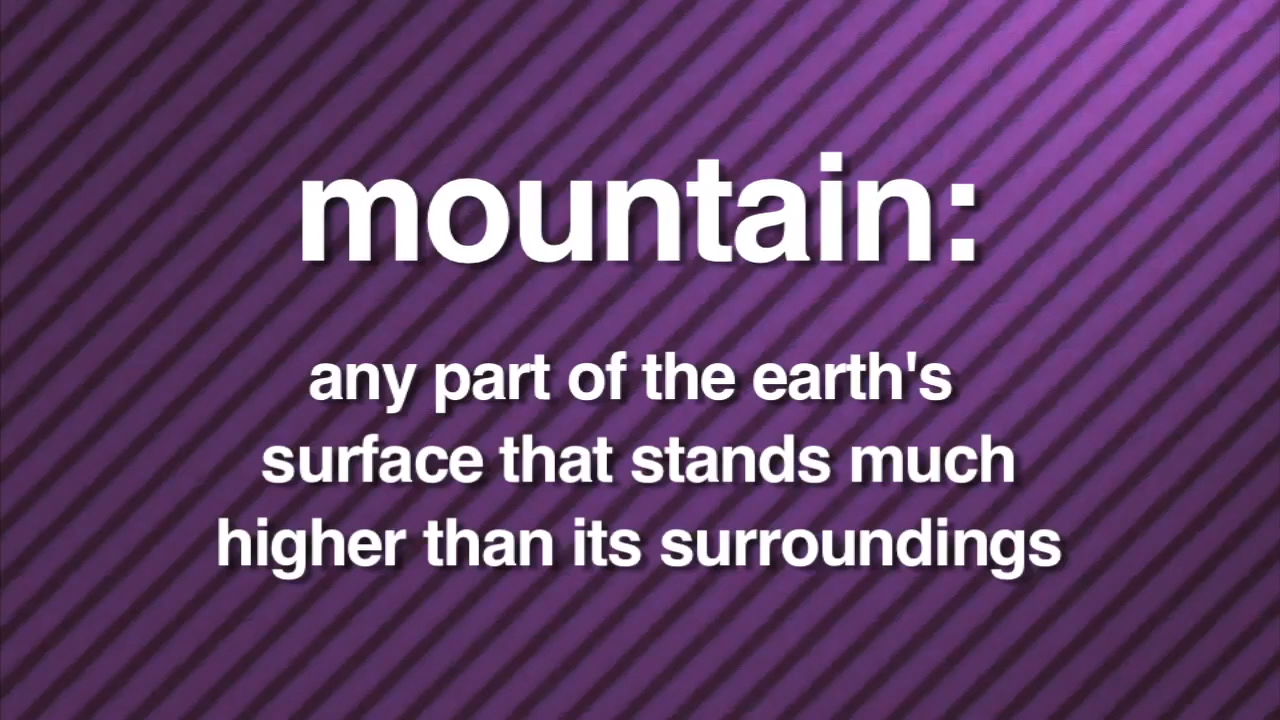 mountain:
any part of the earth's
surface that stands much
higher than its surroundings